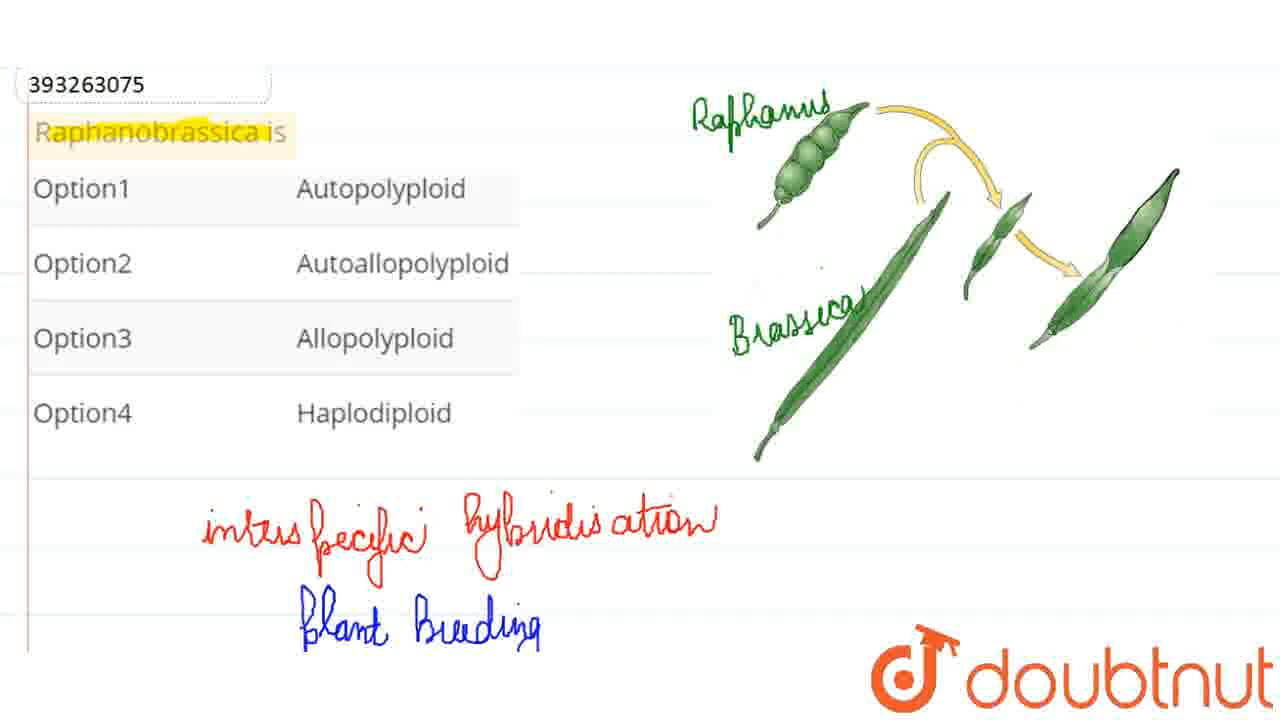 393263075
Raphanobrassica is
Option1 Autopolyploid
Option2 Autoallopolyploid
Option3 Allopolyploid
Option4 Haplodiploid
Raphanus
Brassica
interspecific hybridisation
plant Breeding
doubtnut